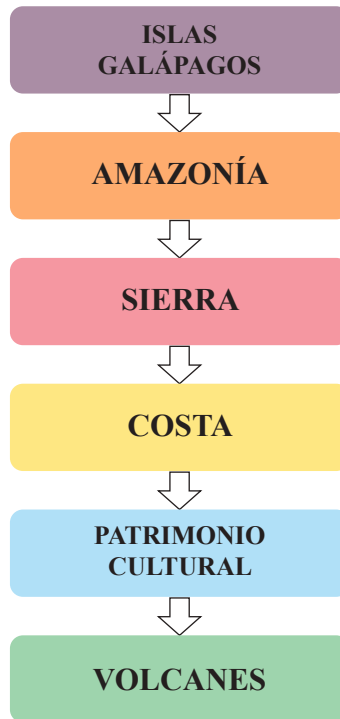 ISLAS
GALÁPAGOS
AMAZONÍA
SIERRA
COSTA
PATRIMONIO
CULTURAL
VOLCANES